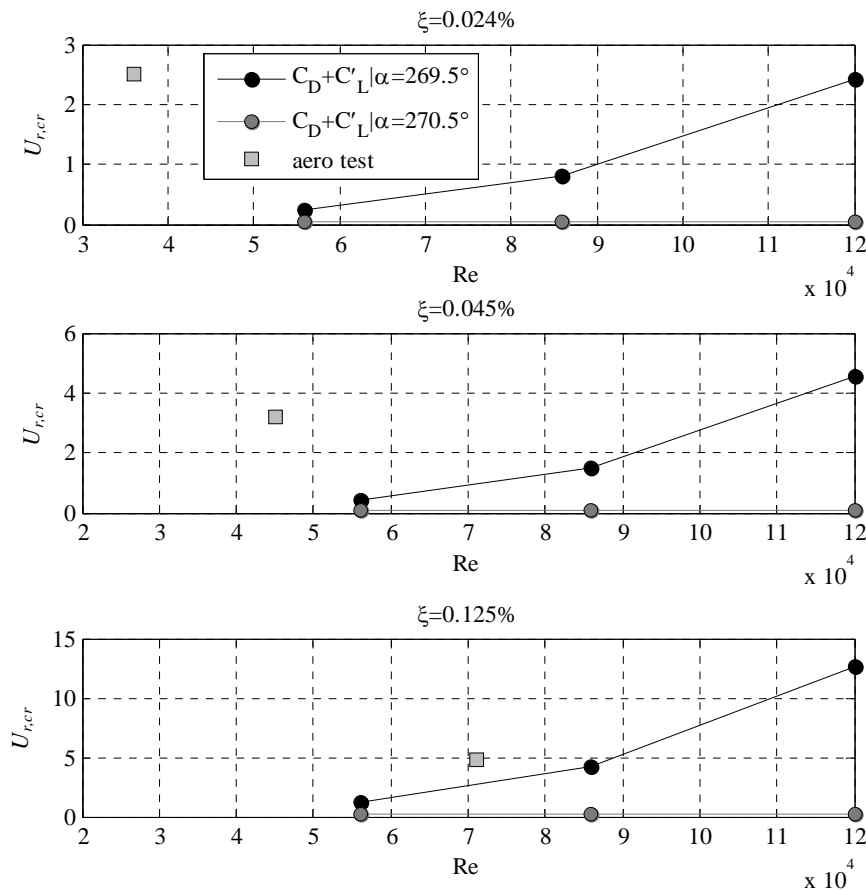 ξ=0.024%
3
2
1
0
U_{r,cr}
C_D+C′_L|α=269.5°
C_D+C′_L|α=270.5°
aero test
3 4 5 6 7 8 9 10 11 12
Re
x 10^4
ξ=0.045%
6
4
2
0
U_{r,cr}
2 3 4 5 6 7 8 9 10 11 12
Re
x 10^4
ξ=0.125%
15
10
5
0
U_{r,cr}
2 3 4 5 6 7 8 9 10 11 12
Re
x 10^4